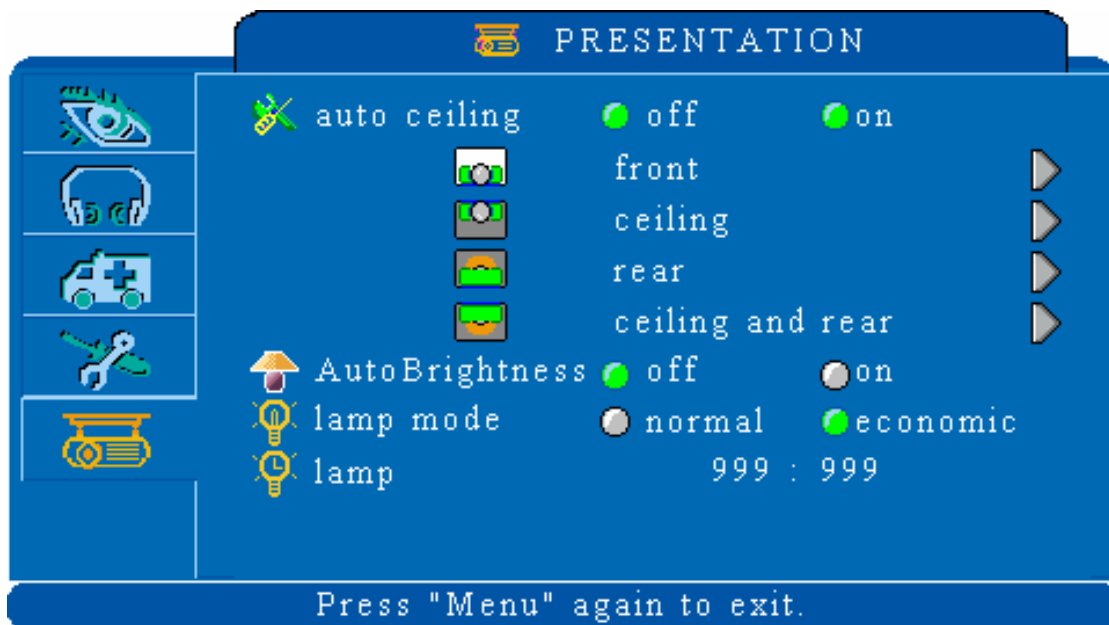 PRESENTATION
auto ceiling off on
front
ceiling
rear
ceiling and rear
AutoBrightness off on
lamp mode normal economic
lamp 999 : 999
Press "Menu" again to exit.